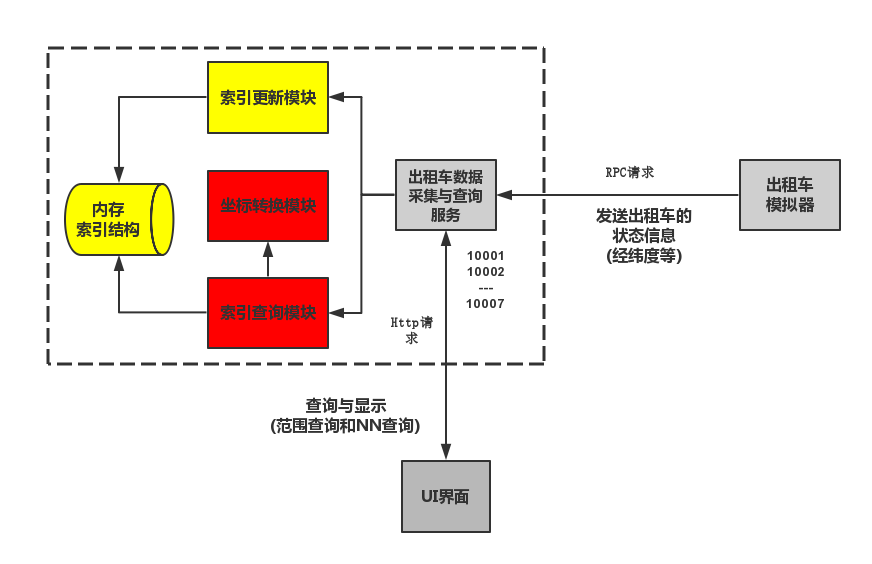 索引更新模块
内存
索引结构
坐标转换模块
索引查询模块
出租车数据
采集与查询
服务
RPC请求
发送出租车的
状态信息
(经纬度等)
出租车
模拟器
10001
10002
---
10007
Http请
求
查询与显示
(范围查询和NN查询)
UI界面